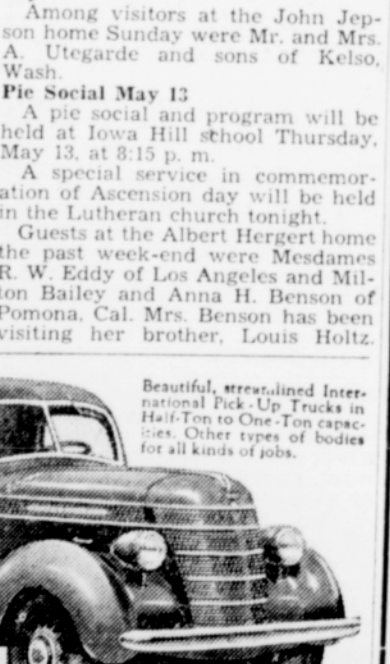 Among visitors at the John Jep-
son home Sunday were Mr. and Mrs.
A. Utegarde and sons of Kelso,
Wash.
Pie Social May 13
A pie social and program will be
held at Iowa Hill school Thursday,
May 13, at 8:15 p. m.
A special service in commemor-
ation of Ascension day will be held
in the Lutheran church tonight.
Guests at the Albert Hergert home
the past week-end were Mesdames
R. W. Eddy of Los Angeles and Mil-
ton Bailey and Anna H. Benson of
Pomona, Cal. Mrs. Benson has been
visiting her brother, Louis Holtz.
Beautiful, streamlined Inter-
national Pick-Up Trucks in
Half-Ton to One-Ton capac-
ities. Other types of bodies
for all kinds of jobs.